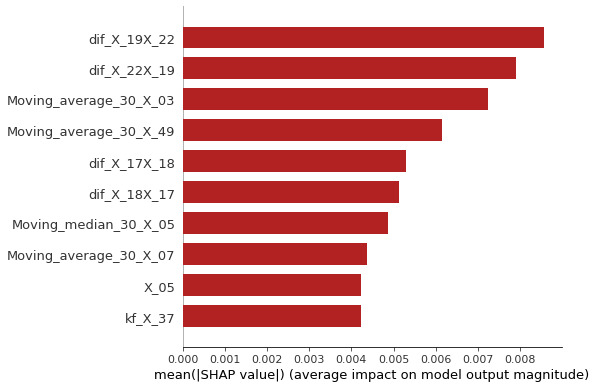 dif_X_19X_22
dif_X_22X_19
Moving_average_30_X_03
Moving_average_30_X_49
dif_X_17X_18
dif_X_18X_17
Moving_median_30_X_05
Moving_average_30_X_07
X_05
kf_X_37
0.000 0.001 0.002 0.003 0.004 0.005 0.006 0.007 0.008
mean(|SHAP value|) (average impact on model output magnitude)